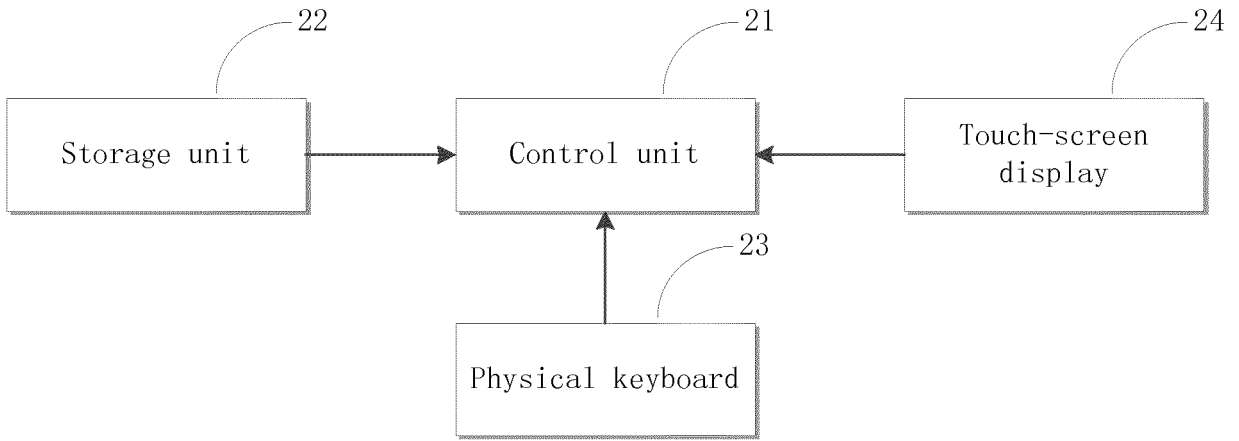 22
21
24
Storage unit
Control unit
Touch-screen
display
23
Physical keyboard